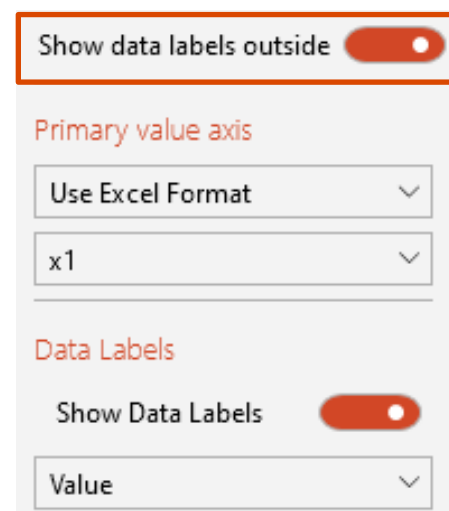 Show data labels outside
Primary value axis
Use Excel Format
x1
Data Labels
Show Data Labels
Value